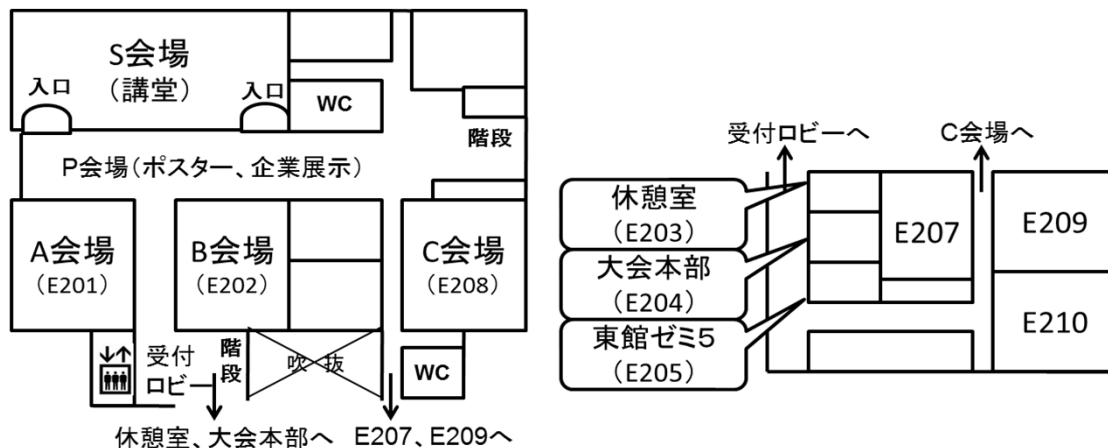 S会場
（講堂）
入口
入口
WC
階段
P会場（ポスター、企業展示）
A会場
（E201）
B会場
（E202）
C会場
（E208）
受付
ロビー
階段
吹 抜
WC
休憩室、大会本部へ
E207、E209へ
受付ロビーへ
C会場へ
休憩室
（E203）
大会本部
（E204）
東館ゼミ5
（E205）
E207
E209
E210